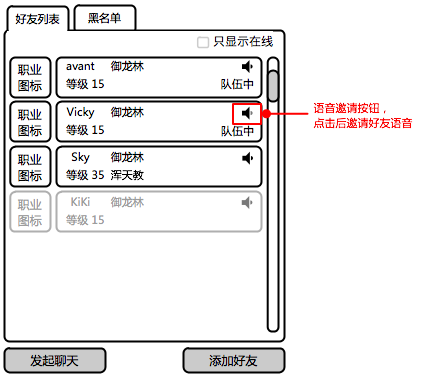 好友列表 黑名单
只显示在线
职业图标 avant 御龙林
等级 15 队伍中
职业图标 Vicky 御龙林
等级 15 队伍中
语音邀请按钮，
点击后邀请好友语音
职业图标 Sky 御龙林
等级 35 浑天教
职业图标 KiKi 御龙林
等级 15
发起聊天 添加好友